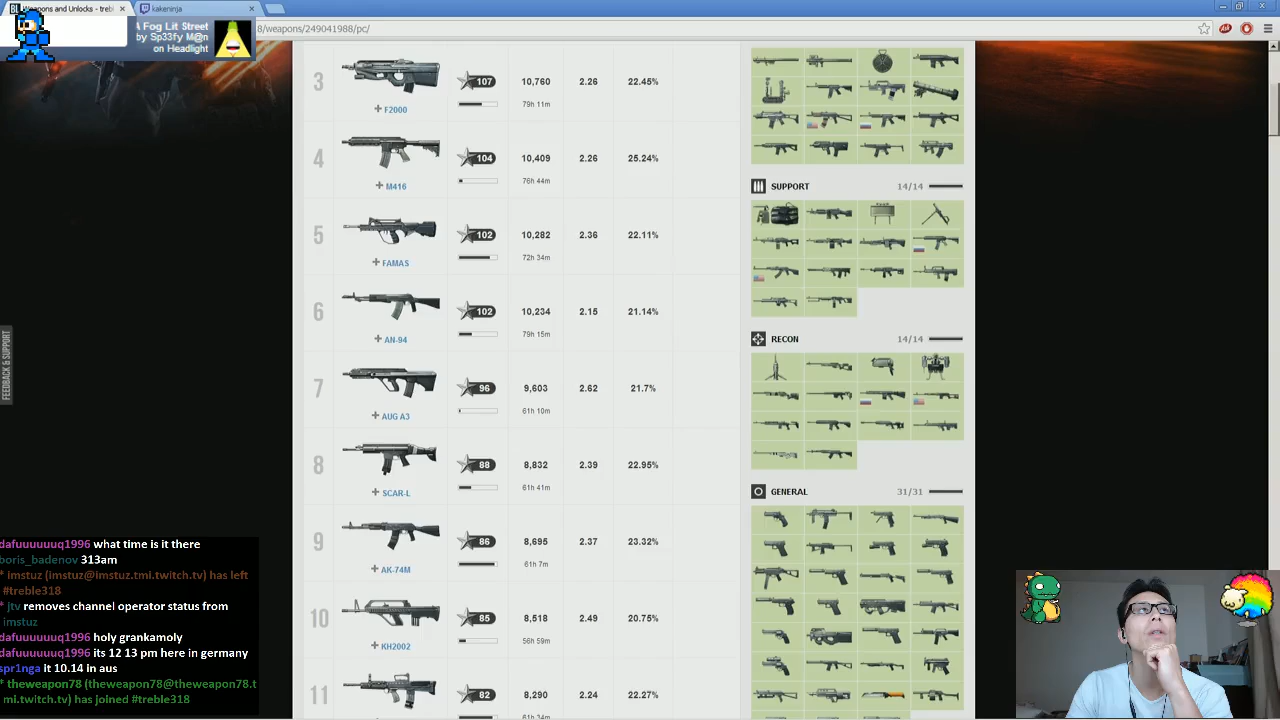 Weapons and Unlocks - treb
kakeninja
A Fog Lit Street
by Sp33fy M@n
on Headlight
8/weapons/249041988/pc/
3
F2000
107
10,760
79h 11m
2.26
22.45%
4
M416
104
10,409
76h 44m
2.26
25.24%
5
FAMAS
102
10,282
72h 34m
2.36
22.11%
6
AN-94
102
10,234
79h 15m
2.15
21.14%
7
AUG A3
96
9,603
61h 10m
2.62
21.7%
8
SCAR-L
88
8,832
61h 41m
2.39
22.95%
9
AK-74M
86
8,695
61h 7m
2.37
23.32%
10
KH2002
85
8,518
56h 59m
2.49
20.75%
11
82
8,290
61h 34m
2.24
22.27%
SUPPORT 14/14
RECON 14/14
GENERAL 31/31
FEEDBACK & SUPPORT
dafuuuuuuq1996 what time is it there
boris_badenov 313am
* imstuz (imstuz@imstuz.tmi.twitch.tv) has left
#treble318
* jtv removes channel operator status from
imstuz
dafuuuuuuq1996 holy grankamoly
dafuuuuuuq1996 its 12 13 pm here in germany
spr1nga it 10.14 in aus
* theweapon78 (theweapon78@theweapon78.t
mi.twitch.tv) has joined #treble318